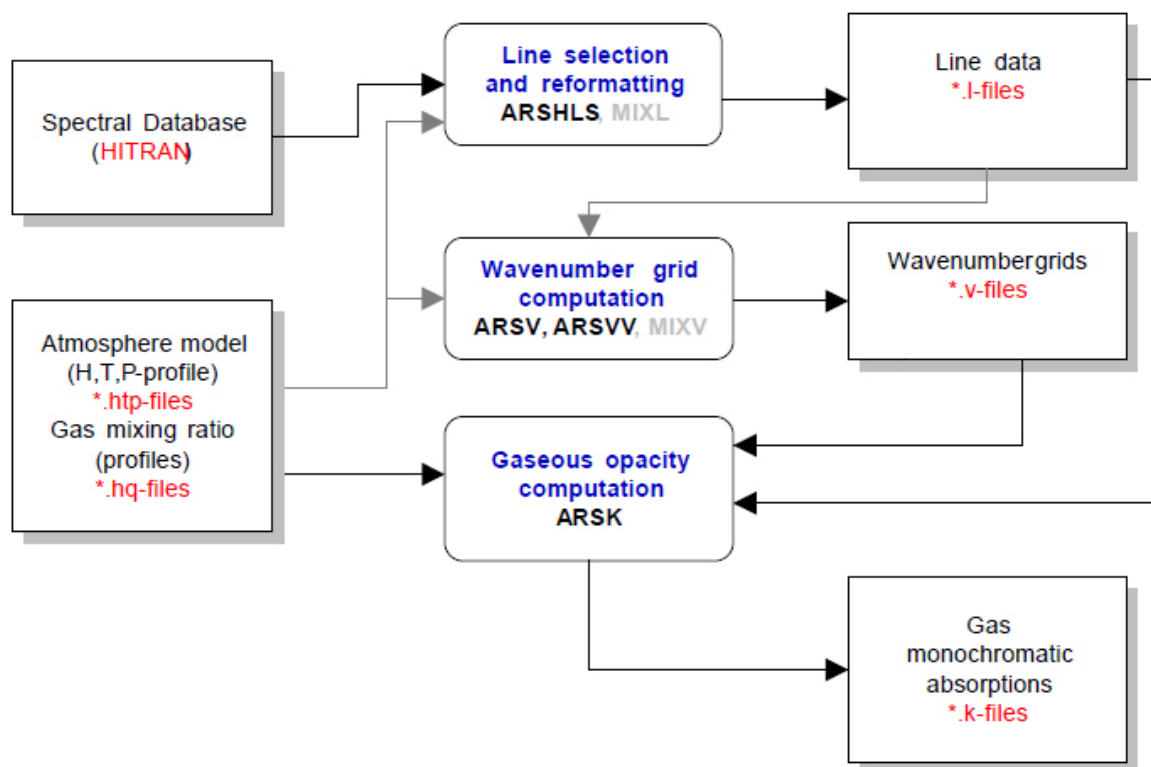 Spectral Database
(HITRAN)
Line selection
and reformatting
ARSHLS, MIXL
Line data
*.l-files
Wavenumber grid
computation
ARSV, ARSVV, MIXV
Wavenumbergrids
*.v-files
Atmosphere model
(H,T,P-profile)
*.htp-files
Gas mixing ratio
(profiles)
*.hq-files
Gaseous opacity
computation
ARSK
Gas
monochromatic
absorptions
*.k-files